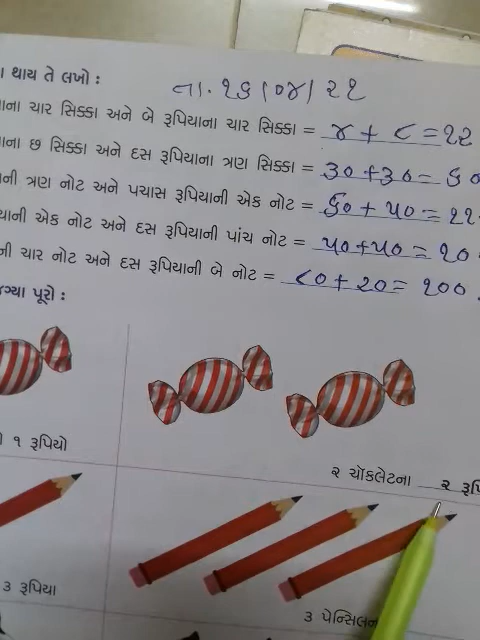 થાય તે લખો :
તા. ૨૬/૦૪/૨૨
ચાર સિક્કા અને બે રૂપિયાના ચાર સિક્કા = ૪ + ૮ = ૧૨
છ સિક્કા અને દસ રૂપિયાના ત્રણ સિક્કા = ૩૦ + ૩૦ = ૬૦
ત્રણ નોટ અને પચાસ રૂપિયાની એક નોટ = ૬૦ + ૫૦ = ૧૧
એક નોટ અને દસ રૂપિયાની પાંચ નોટ = ૫૦ + ૫૦ = ૧૦
ચાર નોટ અને દસ રૂપિયાની બે નોટ = ૮૦ + ૨૦ = ૧૦૦
પૂરો :
૧ રૂપિયો
૨ ચૉકલેટના ૨
૩ રૂપિયા
૩